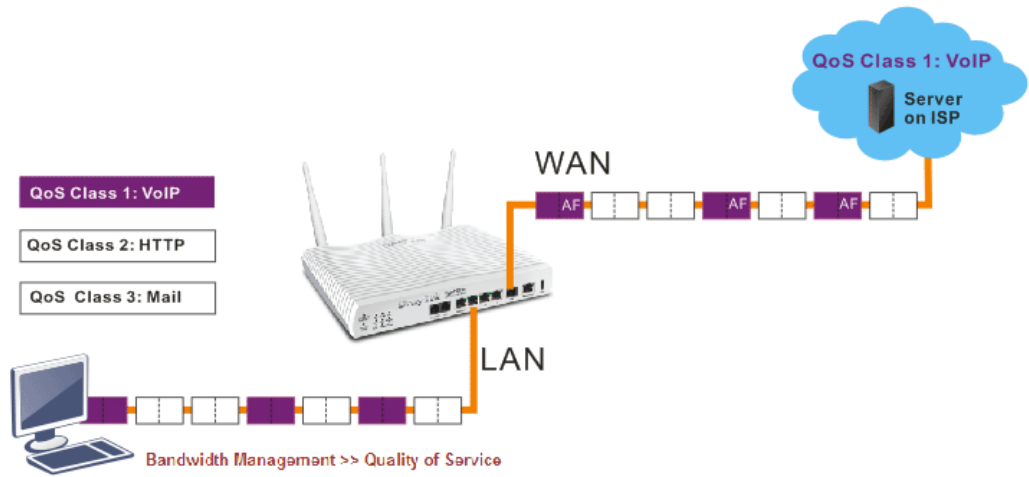 QoS Class 1: VoIP
Server
on ISP
WAN
AF
AF
AF
QoS Class 1: VoIP
QoS Class 2: HTTP
QoS Class 3: Mail
LAN
Bandwidth Management >> Quality of Service